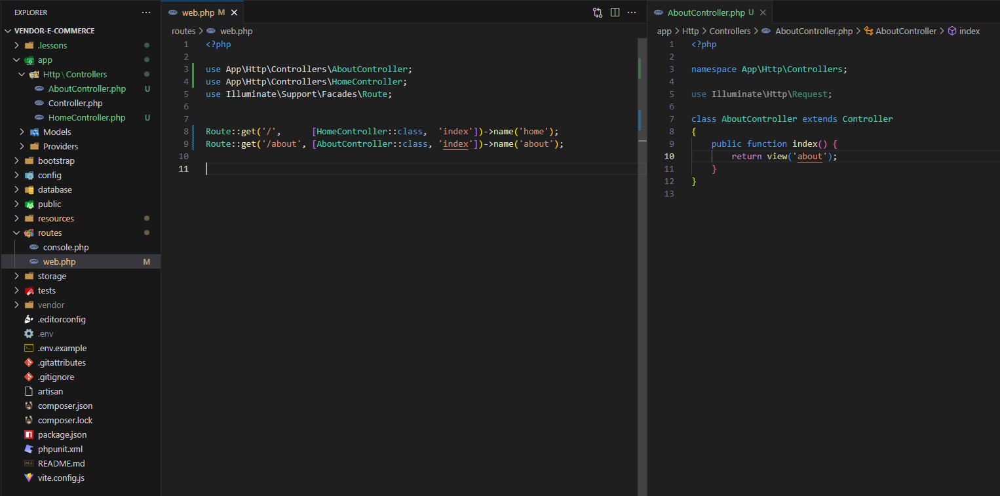 EXPLORER
VENDOR-E-COMMERCE
.lessons
app
Http\Controllers
AboutController.php U
Controller.php
HomeController.php U
Models
Providers
bootstrap
config
database
public
resources
routes
console.php
web.php M
storage
tests
vendor
.editorconfig
.env
.env.example
.gitattributes
.gitignore
artisan
composer.json
composer.lock
package.json
phpunit.xml
README.md
vite.config.js
web.php M
routes > web.php
1 <?php
2
3 use App\Http\Controllers\AboutController;
4 use App\Http\Controllers\HomeController;
5 use Illuminate\Support\Facades\Route;
6
7
8 Route::get('/',      [HomeController::class,  'index'])->name('home');
9 Route::get('/about', [AboutController::class, 'index'])->name('about');
10
11
AboutController.php U
app > Http > Controllers > AboutController.php > AboutController > index
1 <?php
2
3 namespace App\Http\Controllers;
4
5 use Illuminate\Http\Request;
6
7 class AboutController extends Controller
8 {
9     public function index() {
10         return view('about');
11     }
12 }
13